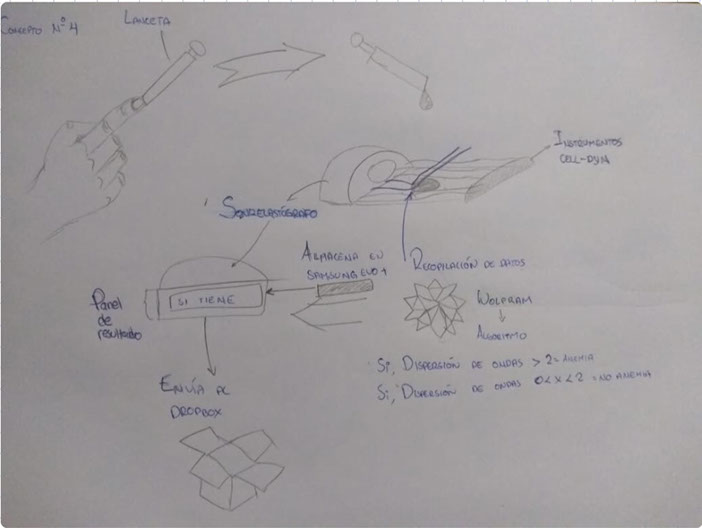 Concepto N° 4
LANCETA
INSTRUMENTOS
CELL-DYN
SONOELASTÓGRAFO
ALMACENA EN
SAMSUNG EVO +
RECOPILACIÓN DE DATOS
Panel
de
resultado
SI TIENE
WOLFRAM
ALGORITMO
Si, DISPERSIÓN DE ONDAS > 2 = ANEMIA
Si, DISPERSIÓN DE ONDAS 0 < X < 2 = NO ANEMIA
ENVÍA AL
DROPBOX